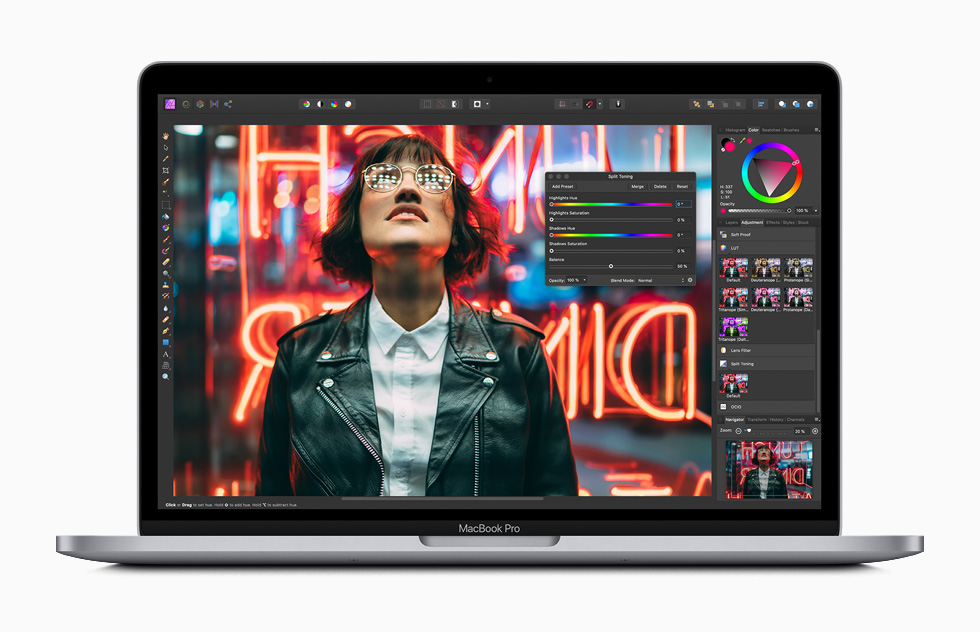 Histogram Color Swatches Brushes
H: 337
S: 100
L: 51
Opacity
100 %
Layers Adjustment Effects Styles Stock
Soft Proof
LUT
Default Deuteranope (... Protanope (Si...
Tritanope (Sim... Deuteranope (... Protanope (Da...
Tritanope (Dalt...
Lens Filter
Split Toning
Default
OCIO
Navigator Transform History Channels
Zoom: 20 %
Split Toning
Add Preset Merge Delete Reset
Highlights Hue
0 °
Highlights Saturation
0 %
Shadows Hue
0 °
Shadows Saturation
0 %
Balance
50 %
Opacity: 100 % Blend Mode: Normal
Click or Drag to set hue. Hold ⇧ to add hue. Hold ⌥ to subtract hue.
MacBook Pro